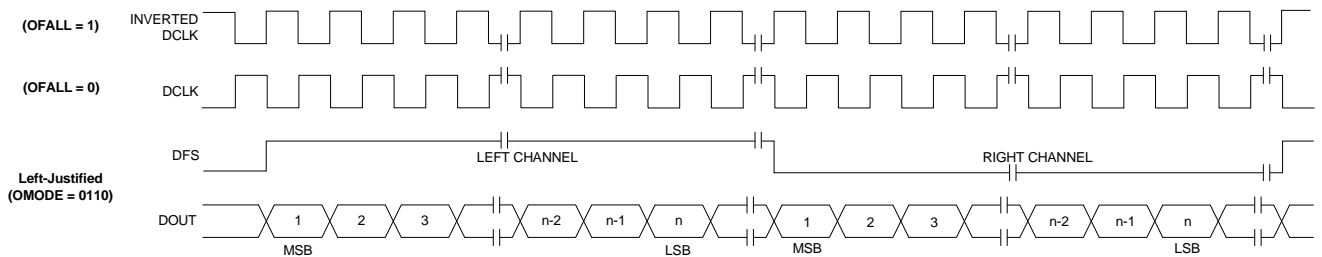 (OFALL = 1)
INVERTED
DCLK
(OFALL = 0)
DCLK
DFS
LEFT CHANNEL
RIGHT CHANNEL
Left-Justified
(OMODE = 0110)
DOUT
1 2 3 n-2 n-1 n 1 2 3 n-2 n-1 n
MSB LSB MSB LSB